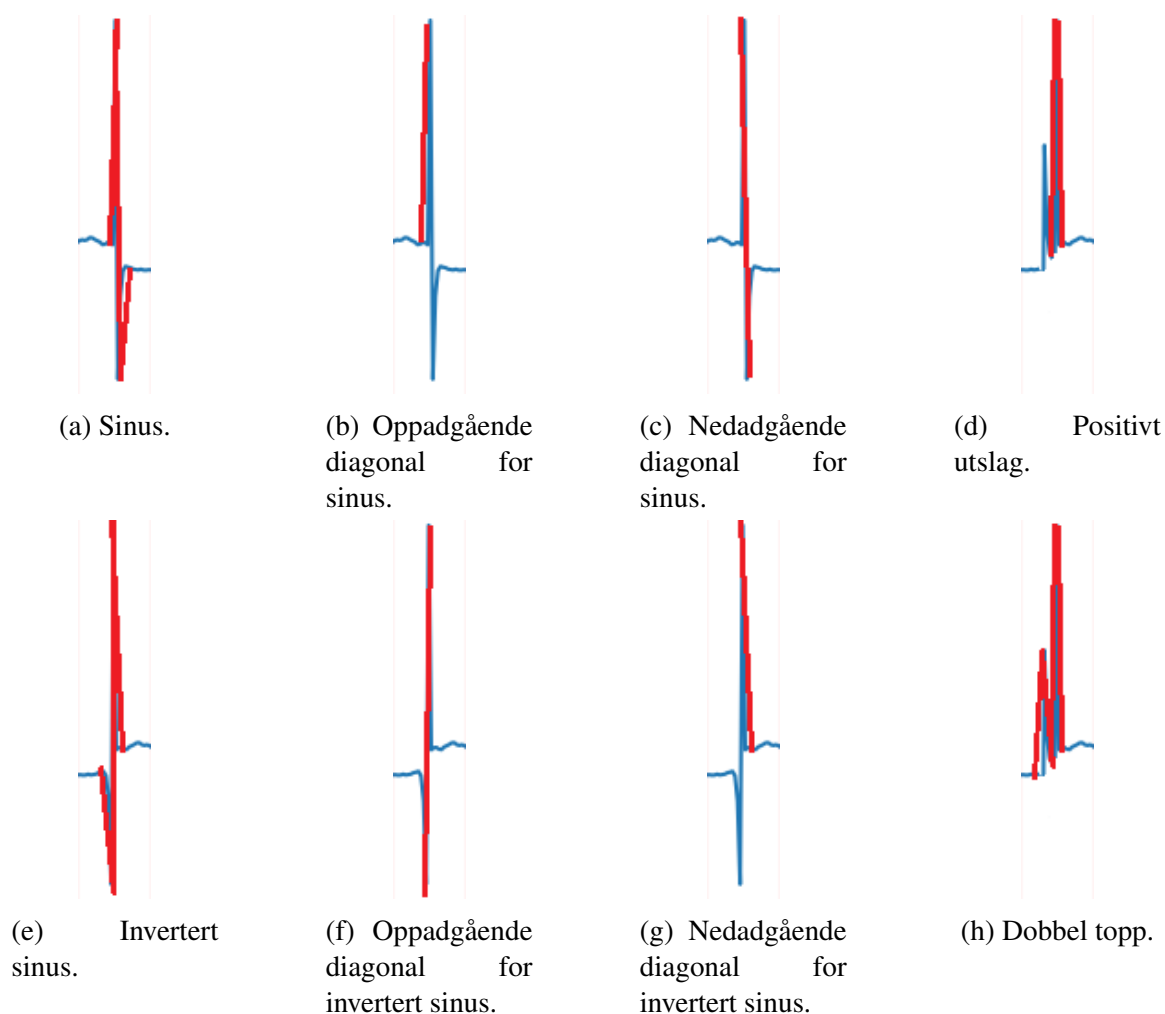 (a) Sinus.
(b) Oppadgående
diagonal for
sinus.
(c) Nedadgående
diagonal for
sinus.
(d) Positivt
utslag.
(e) Invertert
sinus.
(f) Oppadgående
diagonal for
invertert sinus.
(g) Nedadgående
diagonal for
invertert sinus.
(h) Dobbel topp.